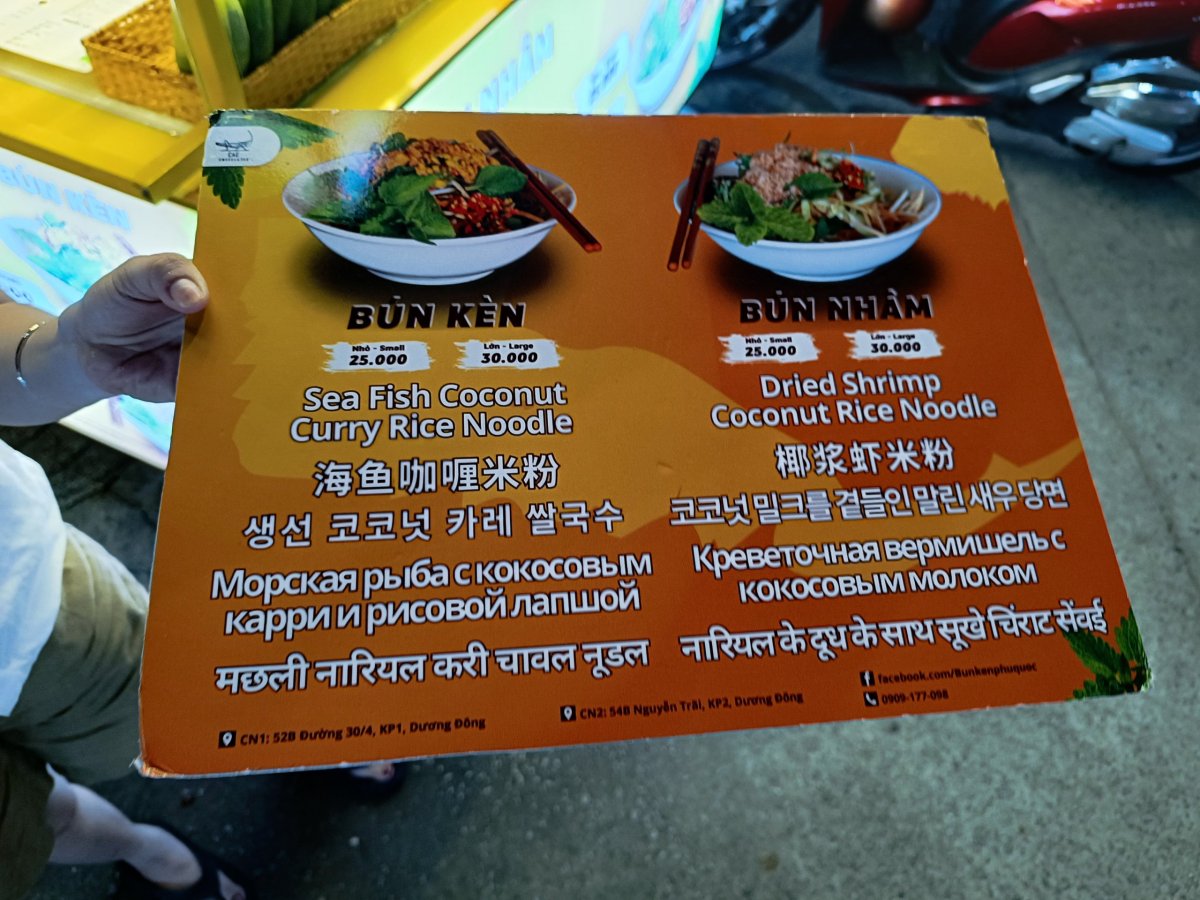 BÚN NHÂM
BÚN KÈN
CHÍ
BÚN KÈN
Nhỏ - Small
25.000
Lớn - Large
30.000
Sea Fish Coconut
Curry Rice Noodle
海鱼咖喱米粉
생선 코코넛 카레 쌀국수
Морская рыба с кокосовым
карри и рисовой лапшой
मछली नारियल करी चावल नूडल
BÚN NHÂM
Nhỏ - Small
25.000
Lớn - Large
30.000
Dried Shrimp
Coconut Rice Noodle
椰浆虾米粉
코코넛 밀크를 곁들인 말린 새우 당면
Креветочная вермишель с
кокосовым молоком
नारियल के दूध के साथ सूखे चिंराट सेंवई
CN1: 52B Đường 30/4, KP1, Dương Đông
CN2: 54B Nguyễn Trãi, KP2, Dương Đông
facebook.com/Bunkenphuquoc
0909-177-098